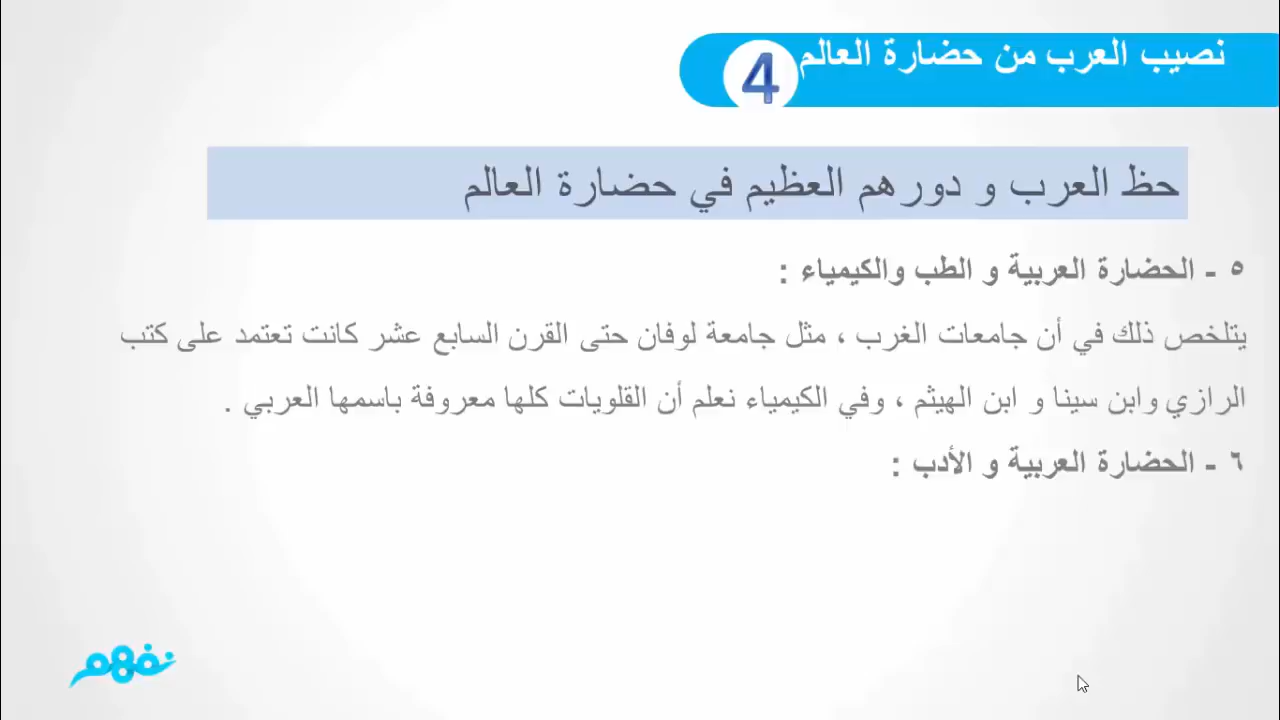 نصيب العرب من حضارة العالم
4
حظ العرب و دورهم العظيم في حضارة العالم
٥ - الحضارة العربية و الطب والكيمياء :
يتلخص ذلك في أن جامعات الغرب ، مثل جامعة لوفان حتى القرن السابع عشر كانت تعتمد على كتب
الرازي وابن سينا و ابن الهيثم ، وفي الكيمياء نعلم أن القلويات كلها معروفة باسمها العربي .
٦ - الحضارة العربية و الأدب :
نفهم